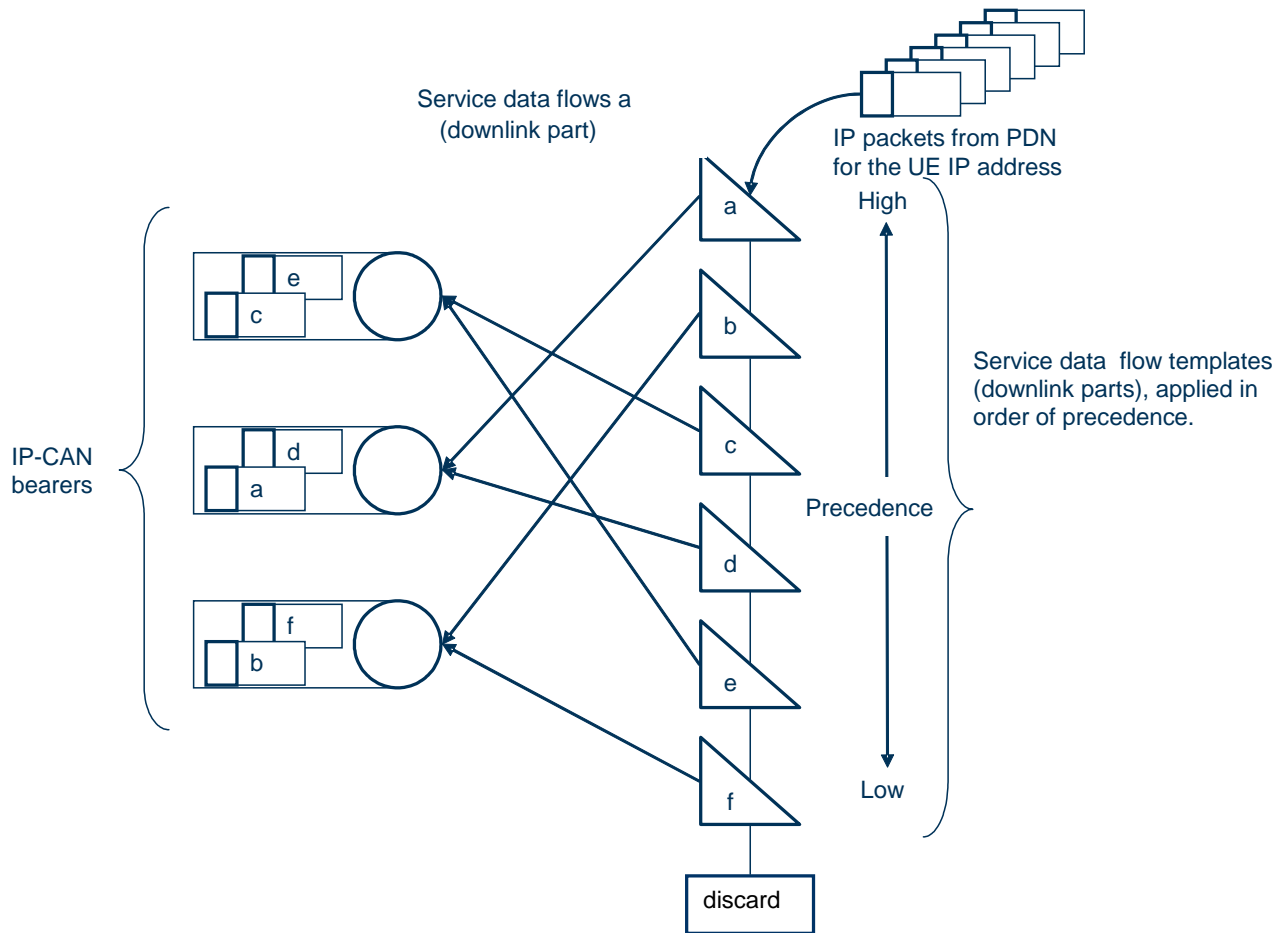 Service data flows a
(downlink part)
IP packets from PDN
for the UE IP address
High
a
e
c
b
Service data flow templates
(downlink parts), applied in
order of precedence.
c
IP-CAN
bearers
d
a
Precedence
d
f
b
e
Low
f
discard